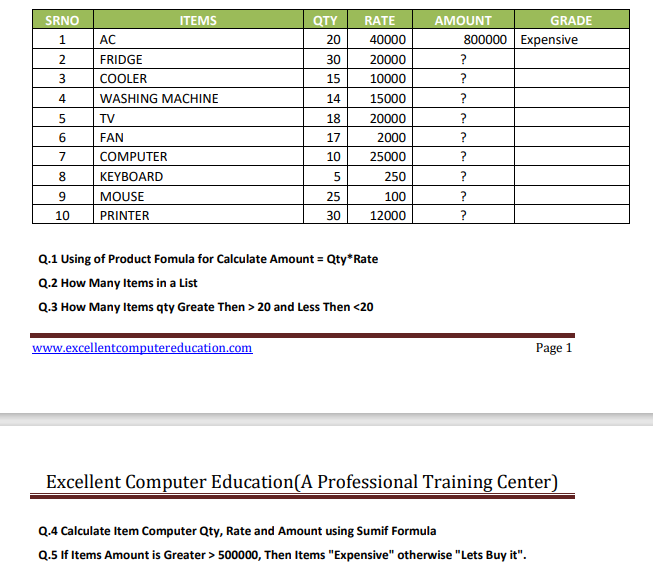 SRNO ITEMS QTY RATE AMOUNT GRADE
1 AC 20 40000 800000 Expensive
2 FRIDGE 30 20000 ?
3 COOLER 15 10000 ?
4 WASHING MACHINE 14 15000 ?
5 TV 18 20000 ?
6 FAN 17 2000 ?
7 COMPUTER 10 25000 ?
8 KEYBOARD 5 250 ?
9 MOUSE 25 100 ?
10 PRINTER 30 12000 ?
Q.1 Using of Product Fomula for Calculate Amount = Qty*Rate
Q.2 How Many Items in a List
Q.3 How Many Items qty Greate Then > 20 and Less Then <20
www.excellentcomputereducation.com Page 1
Excellent Computer Education(A Professional Training Center)
Q.4 Calculate Item Computer Qty, Rate and Amount using Sumif Formula
Q.5 If Items Amount is Greater > 500000, Then Items "Expensive" otherwise "Lets Buy it".